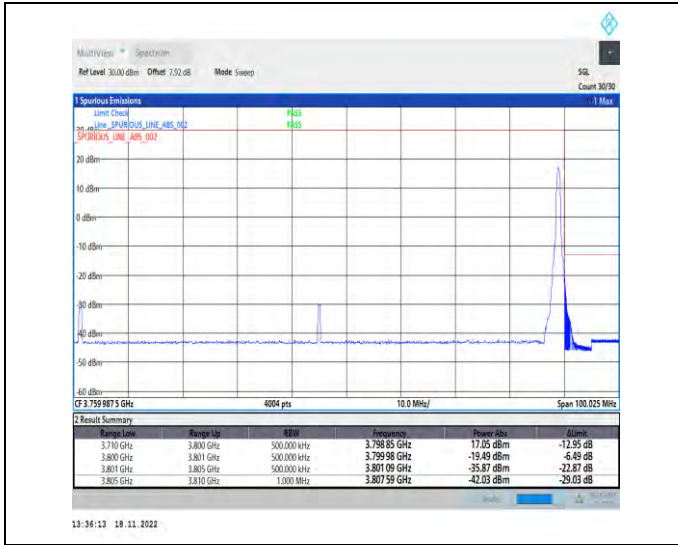 MultiView Spectrum
Ref Level 30.00 dBm Offset 7.92 dB Mode Sweep SGL
Count 30/30
1 Spurious Emissions 1 Max
Limit Check PASS
Line _SPURIOUS_LINE_ABS_002 PASS
_SPURIOUS_LINE_ABS_002
20 dBm
10 dBm
0 dBm
-10 dBm
-20 dBm
-30 dBm
-40 dBm
-50 dBm
-60 dBm
CF 3.759 987 5 GHz 4004 pts 10.0 MHz/ Span 100.025 MHz
2 Result Summary
Range Low Range Up RBW Frequency Power Abs ΔLimit
3.710 GHz 3.800 GHz 500.000 kHz 3.798 85 GHz 17.05 dBm -12.95 dB
3.800 GHz 3.801 GHz 500.000 kHz 3.799 98 GHz -19.49 dBm -6.49 dB
3.801 GHz 3.805 GHz 500.000 kHz 3.801 09 GHz -35.87 dBm -22.87 dB
3.805 GHz 3.810 GHz 1.000 MHz 3.807 59 GHz -42.03 dBm -29.03 dB
13:36:13 18.11.2022